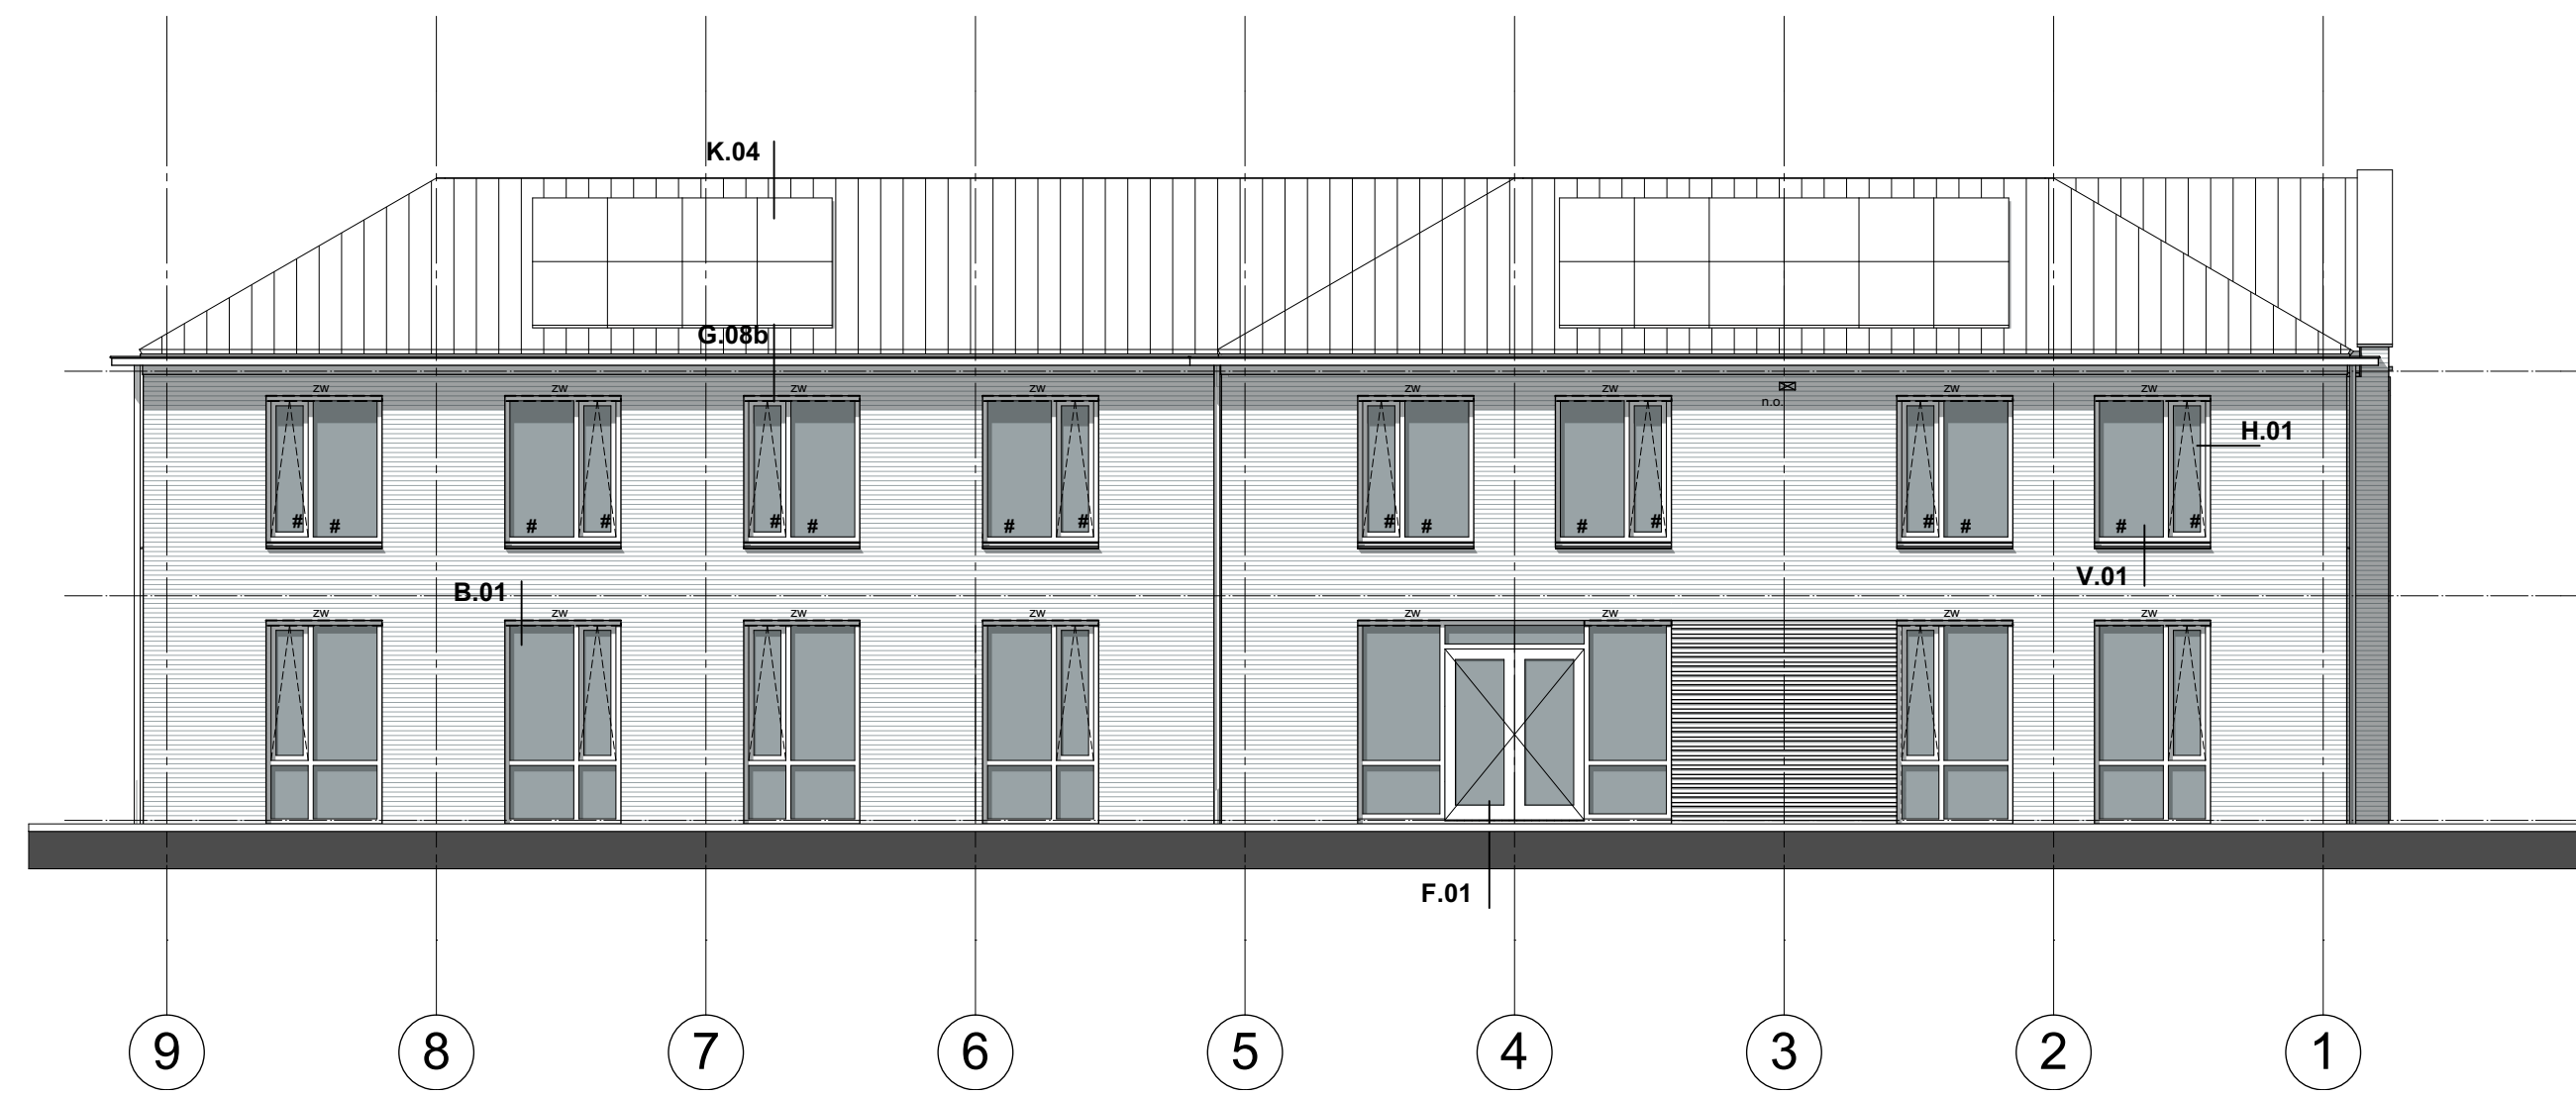 K.04
G.08b
zw zw zw zw zw zw zw zw
n.o.
H.01
# # # # # # # # # # # # # # # #
V.01
B.01
zw zw zw zw zw zw zw zw
F.01
9 8 7 6 5 4 3 2 1